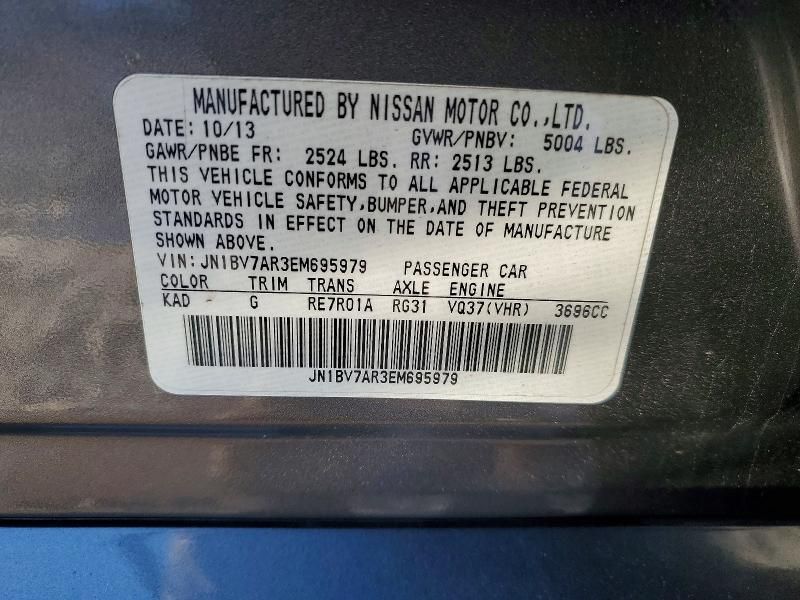 MANUFACTURED BY NISSAN MOTOR CO.,LTD.
DATE: 10/13 GVWR/PNBV: 5004 LBS.
GAWR/PNBE FR: 2524 LBS. RR: 2513 LBS.
THIS VEHICLE CONFORMS TO ALL APPLICABLE FEDERAL
MOTOR VEHICLE SAFETY,BUMPER,AND THEFT PREVENTION
STANDARDS IN EFFECT ON THE DATE OF MANUFACTURE
SHOWN ABOVE.
VIN: JN1BV7AR3EM695979 PASSENGER CAR
COLOR TRIM TRANS AXLE ENGINE
KAD G RE7R01A RG31 VQ37(VHR) 3696CC
JN1BV7AR3EM695979